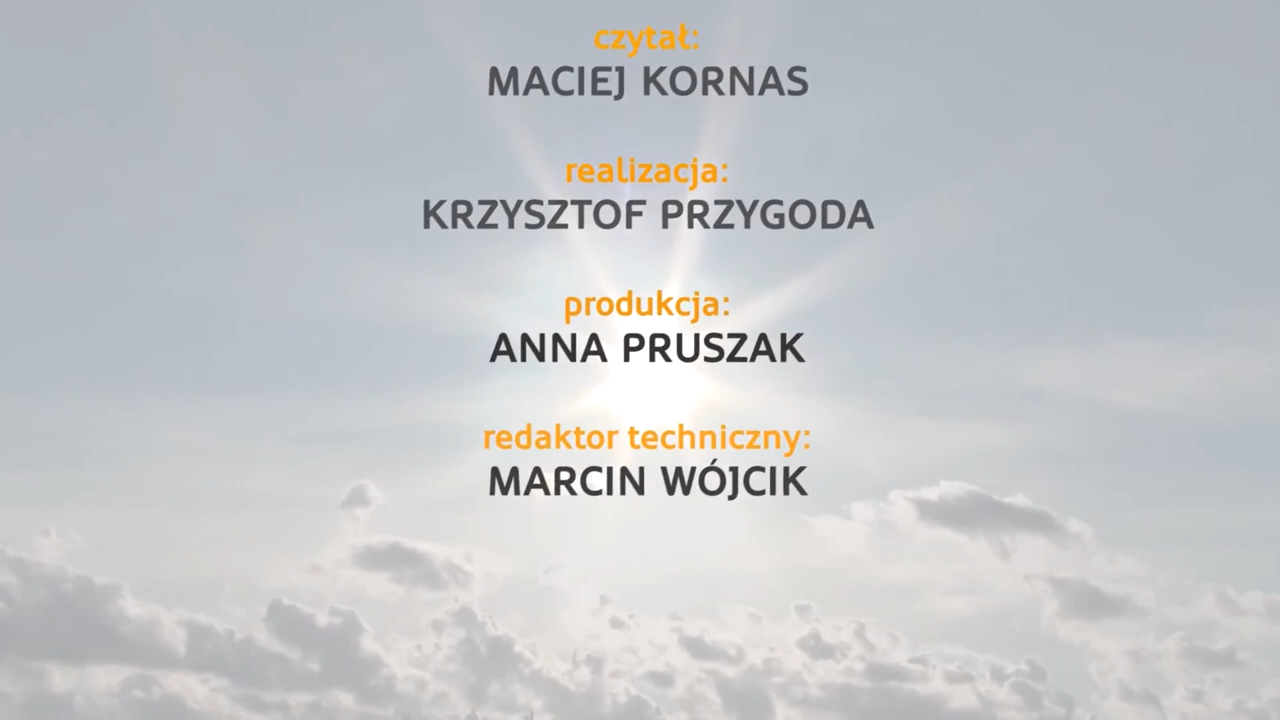 czytał:
MACIEJ KORNAS
realizacja:
KRZYSZTOF PRZYGODA
produkcja:
ANNA PRUSZAK
redaktor techniczny:
MARCIN WÓJCIK